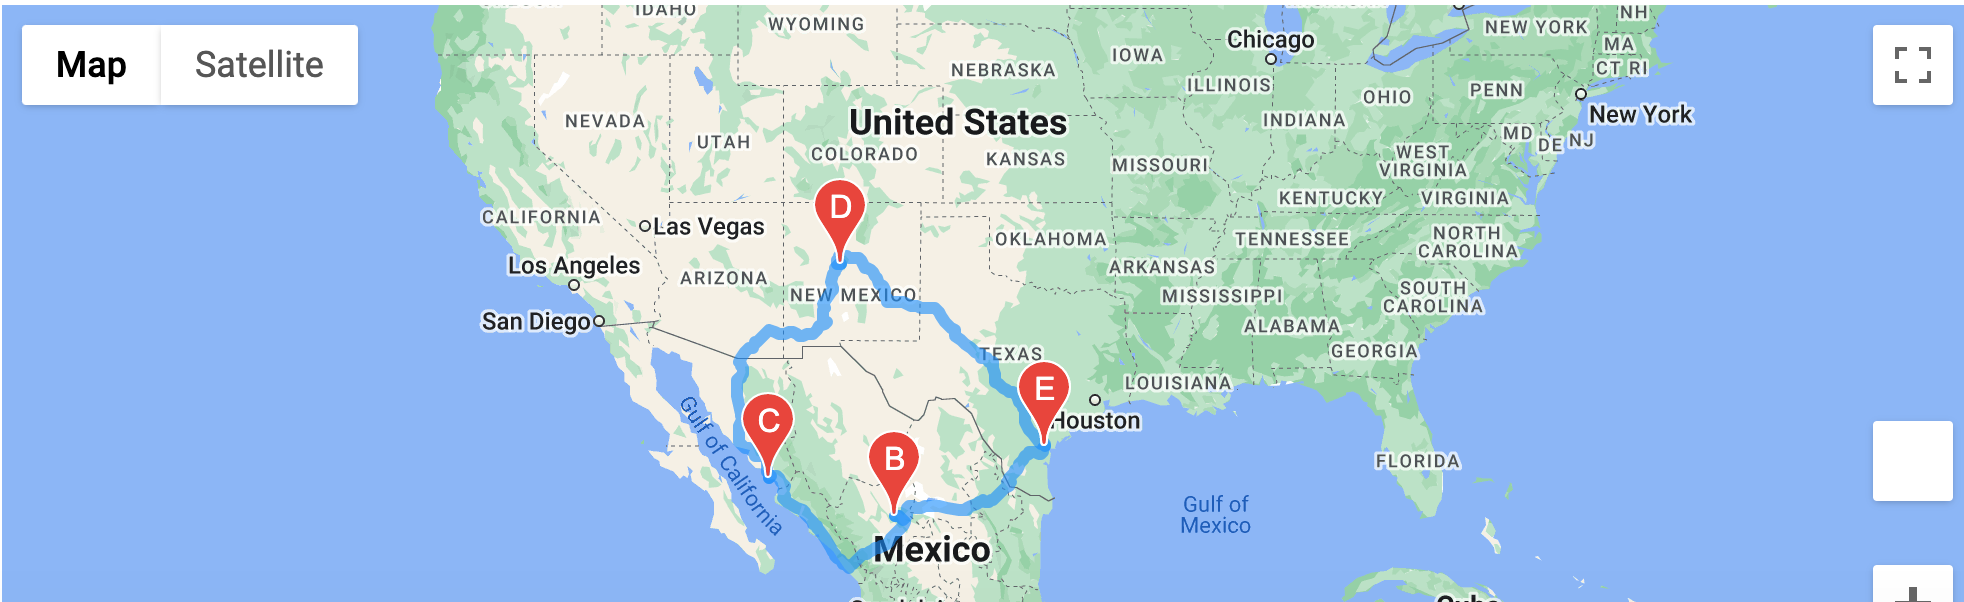 IDAHO
WYOMING
NEW YORK
NH
MA
CT RI
Map
Satellite
Chicago
IOWA
NEBRASKA
ILLINOIS
OHIO
PENN
New York
NEVADA
United States
INDIANA
MD
DE
NJ
UTAH
COLORADO
KANSAS
MISSOURI
WEST
VIRGINIA
KENTUCKY
VIRGINIA
D
CALIFORNIA
Las Vegas
OKLAHOMA
TENNESSEE
NORTH
CAROLINA
Los Angeles
ARIZONA
ARKANSAS
NEW MEXICO
MISSISSIPPI
SOUTH
CAROLINA
San Diego
ALABAMA
TEXAS
GEORGIA
E
LOUISIANA
C
Houston
Gulf of California
B
FLORIDA
Gulf of
Mexico
Mexico
Cuba